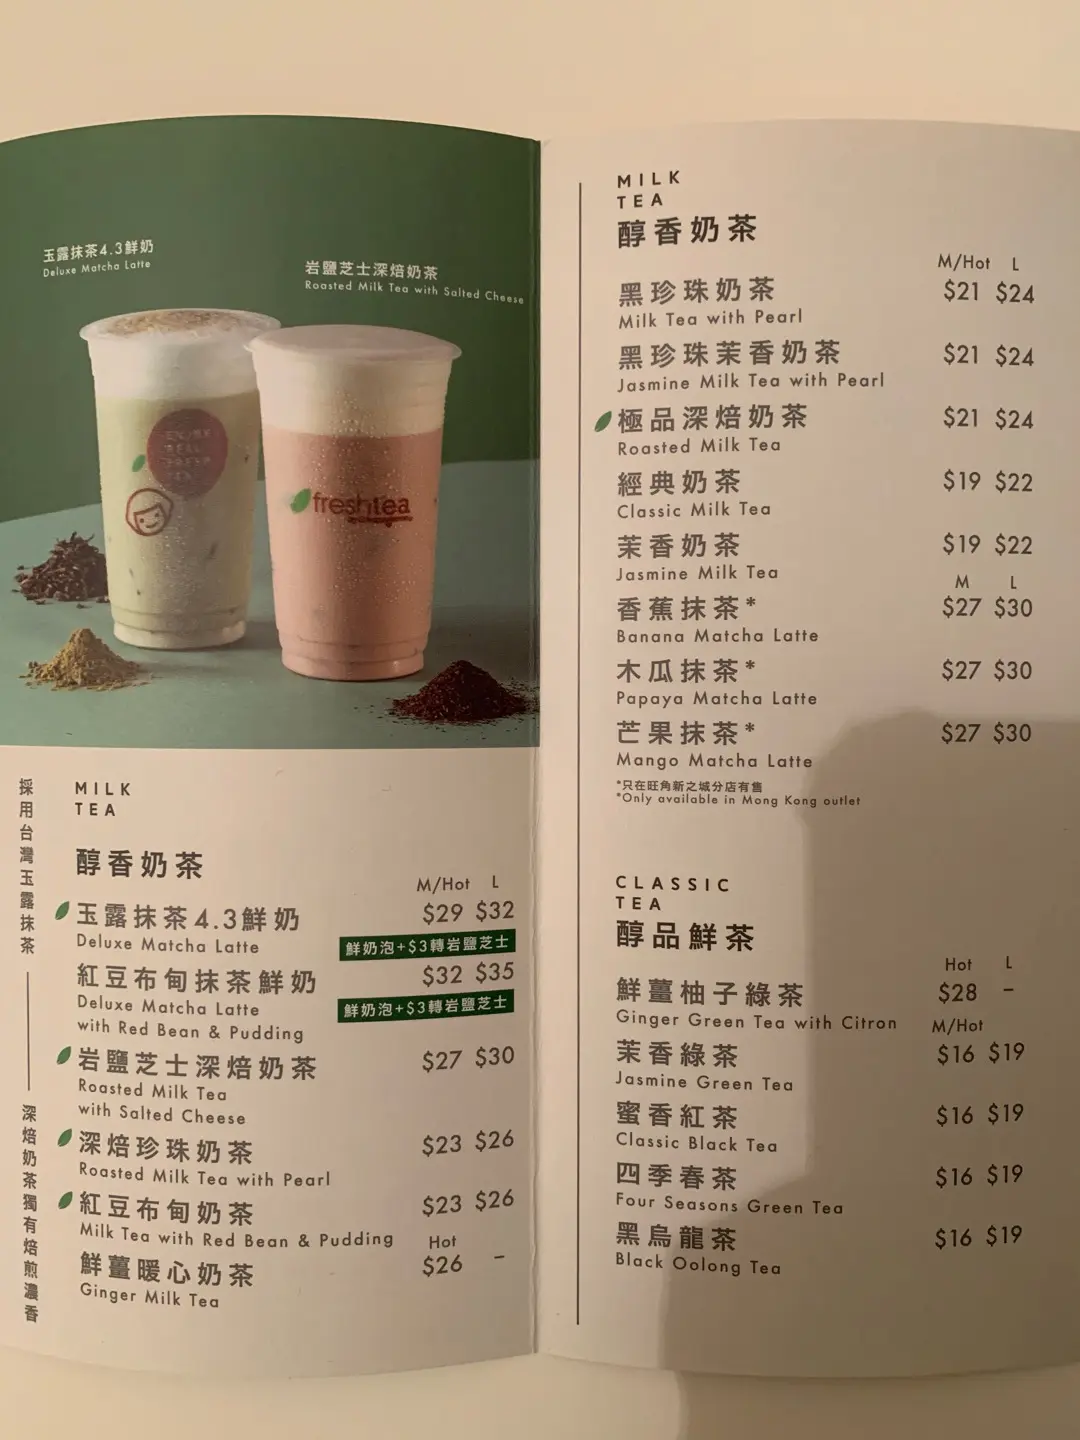 玉露抹茶4.3鮮奶
Deluxe Matcha Latte
岩鹽芝士深焙奶茶
Roasted Milk Tea with Salted Cheese
freshtea
採用台灣玉露抹茶
深焙奶茶獨有焙煎濃香
MILK
TEA
醇香奶茶
M/Hot L
玉露抹茶4.3鮮奶 $29 $32
Deluxe Matcha Latte
鮮奶泡+$3轉岩鹽芝士
紅豆布甸抹茶鮮奶 $32 $35
Deluxe Matcha Latte
with Red Bean & Pudding
鮮奶泡+$3轉岩鹽芝士
岩鹽芝士深焙奶茶 $27 $30
Roasted Milk Tea
with Salted Cheese
深焙珍珠奶茶 $23 $26
Roasted Milk Tea with Pearl
紅豆布甸奶茶 $23 $26
Milk Tea with Red Bean & Pudding
Hot
鮮薑暖心奶茶 $26 –
Ginger Milk Tea
MILK
TEA
醇香奶茶
M/Hot L
黑珍珠奶茶 $21 $24
Milk Tea with Pearl
黑珍珠茉香奶茶 $21 $24
Jasmine Milk Tea with Pearl
極品深焙奶茶 $21 $24
Roasted Milk Tea
經典奶茶 $19 $22
Classic Milk Tea
茉香奶茶 $19 $22
Jasmine Milk Tea
M L
香蕉抹茶* $27 $30
Banana Matcha Latte
木瓜抹茶* $27 $30
Papaya Matcha Latte
芒果抹茶* $27 $30
Mango Matcha Latte
*只在旺角新之城分店有售
*Only available in Mong Kong outlet
CLASSIC
TEA
醇品鮮茶
Hot L
鮮薑柚子綠茶 $28 –
Ginger Green Tea with Citron
M/Hot
茉香綠茶 $16 $19
Jasmine Green Tea
蜜香紅茶 $16 $19
Classic Black Tea
四季春茶 $16 $19
Four Seasons Green Tea
黑烏龍茶 $16 $19
Black Oolong Tea